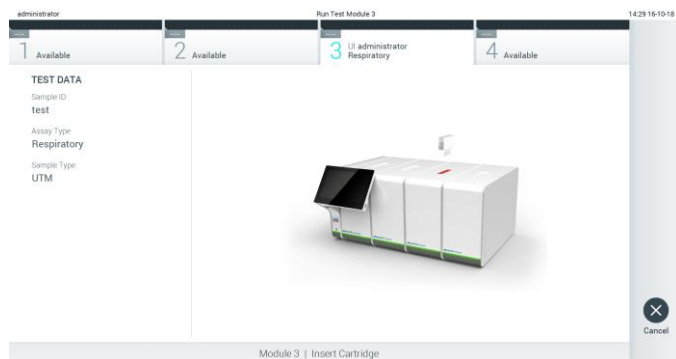 administrator
Run Test Module 3
14:29 16-10-18
1 Available
2 Available
3 UI administrator
Respiratory
4 Available
TEST DATA
Sample ID
test
Assay Type
Respiratory
Sample Type
UTM
Cancel
Module 3 | Insert Cartridge